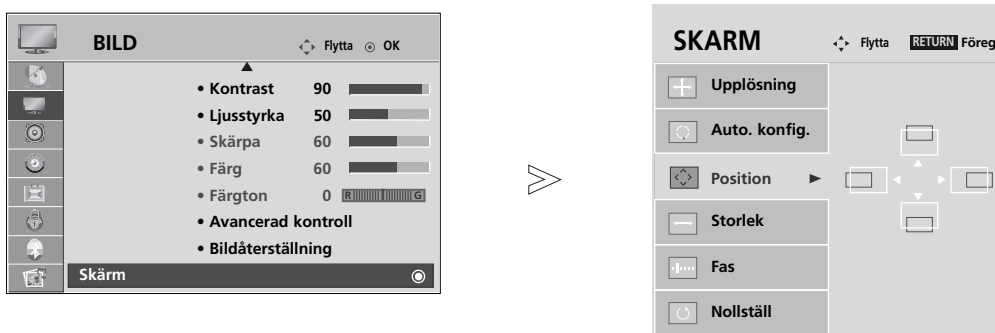 BILD
Flytta OK
• Kontrast 90
• Ljusstyrka 50
• Skärpa 60
• Färg 60
• Färgton 0 R G
• Avancerad kontroll
• Bildåterställning
Skärm
SKARM
Flytta RETURN Föreg
Upplösning
Auto. konfig.
Position
Storlek
Fas
Nollställ